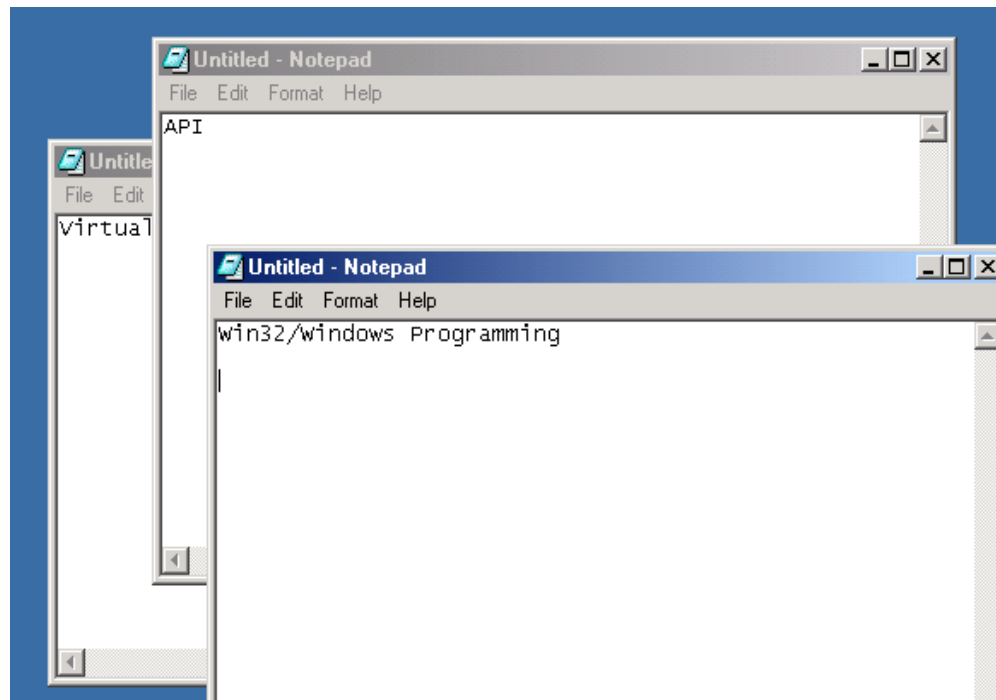 Untitled - Notepad
File Edit Format Help
API
Untitle
File Edit
Virtual
Untitled - Notepad
File Edit Format Help
Win32/Windows Programming